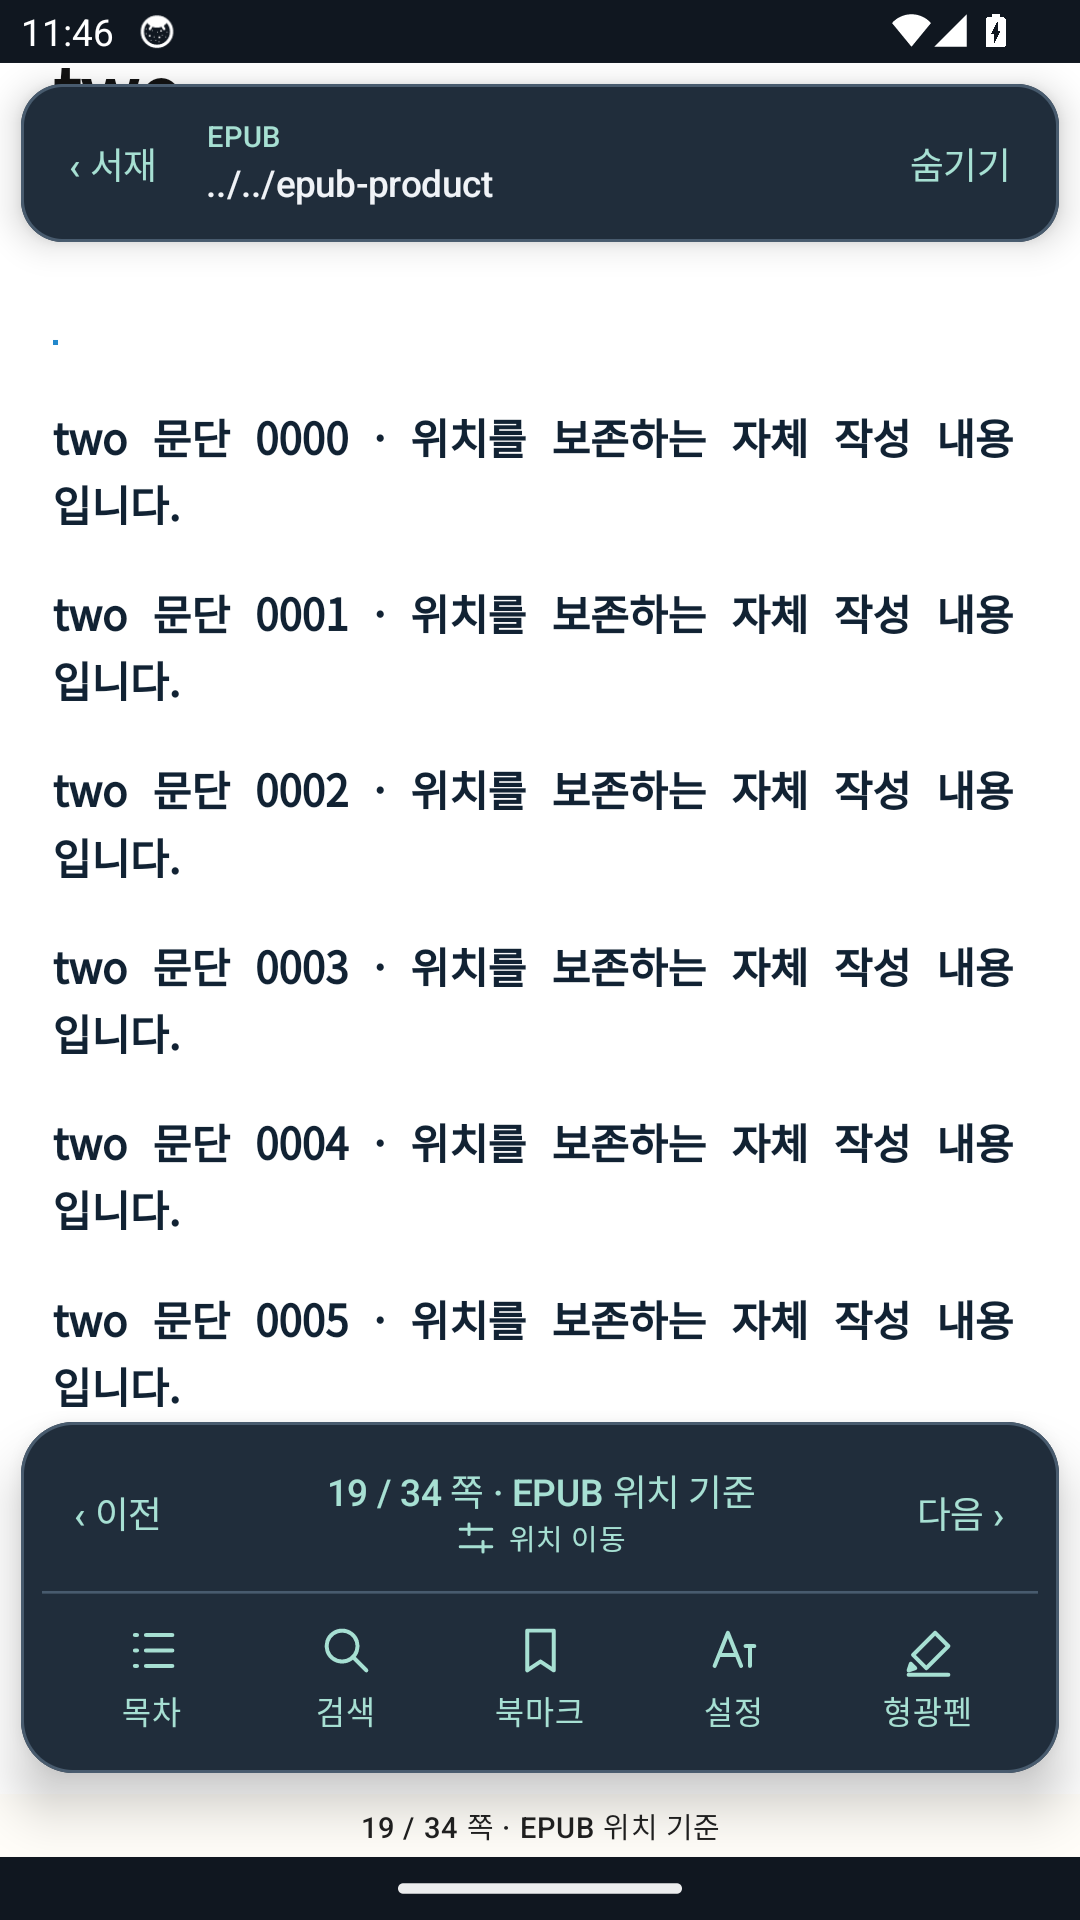 11:46
two
‹ 서재
EPUB
../../epub-product
숨기기
two 문단 0000 · 위치를 보존하는 자체 작성 내용
입니다.
two 문단 0001 · 위치를 보존하는 자체 작성 내용
입니다.
two 문단 0002 · 위치를 보존하는 자체 작성 내용
입니다.
two 문단 0003 · 위치를 보존하는 자체 작성 내용
입니다.
two 문단 0004 · 위치를 보존하는 자체 작성 내용
입니다.
two 문단 0005 · 위치를 보존하는 자체 작성 내용
입니다.
‹ 이전
19 / 34 쪽 · EPUB 위치 기준
위치 이동
다음 ›
목차
검색
북마크
설정
형광펜
19 / 34 쪽 · EPUB 위치 기준